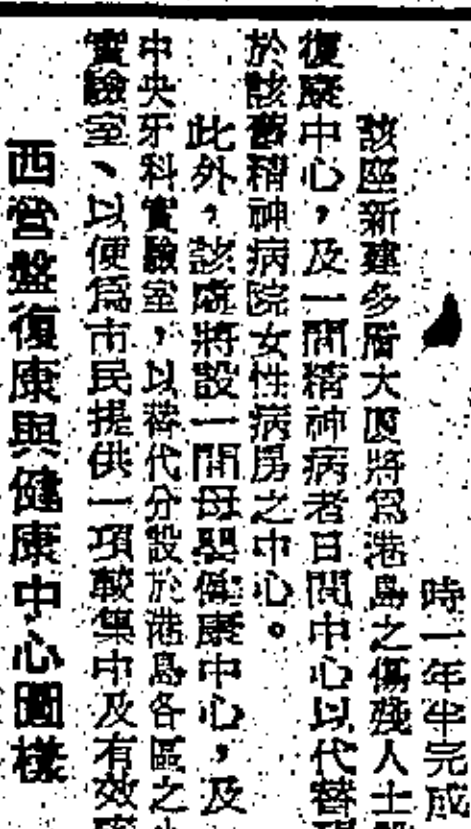 時一年半完成
該座新建多層大廈將爲港島之傷殘人士設
復康中心，及一間精神病者日間中心以代替現
於該舊精神病院女性病房之中心。
此外，該處將設一間母嬰健康中心，及
中央牙科實驗室，以替代分設於港島各區之小
實驗室、以便爲市民提供一項較集中及有效率
西營盤復康與健康中心圖樣